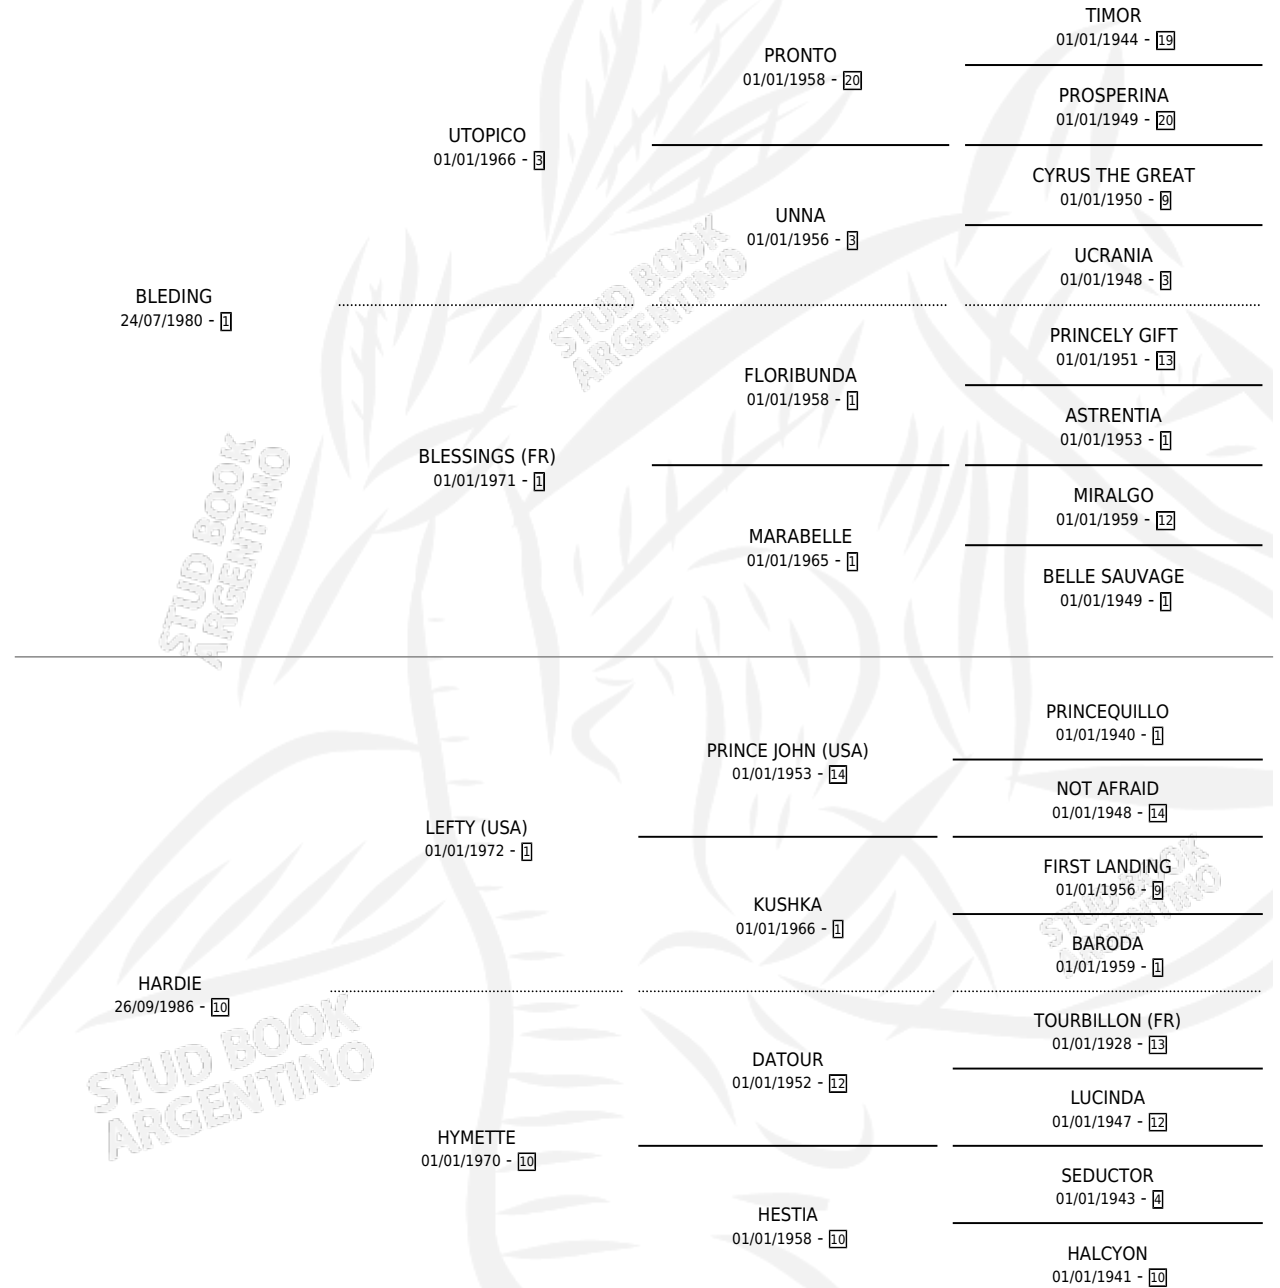 TIMOR
01/01/1944 - 19
PRONTO
01/01/1958 - 20
PROSPERINA
01/01/1949 - 20
UTOPICO
01/01/1966 - 3
CYRUS THE GREAT
01/01/1950 - 9
UNNA
01/01/1956 - 3
UCRANIA
01/01/1948 - 3
BLEDING
24/07/1980 - 1
STUD BOOK
ARGENTINO
PRINCELY GIFT
01/01/1951 - 13
FLORIBUNDA
01/01/1958 - 1
ASTRENTIA
01/01/1953 - 1
BLESSINGS (FR)
01/01/1971 - 1
MIRALGO
01/01/1959 - 12
MARABELLE
01/01/1965 - 1
BELLE SAUVAGE
01/01/1949 - 1
STUD BOOK
ARGENTINO
PRINCEQUILLO
01/01/1940 - 1
PRINCE JOHN (USA)
01/01/1953 - 14
NOT AFRAID
01/01/1948 - 14
LEFTY (USA)
01/01/1972 - 1
FIRST LANDING
01/01/1956 - 9
KUSHKA
01/01/1966 - 1
BARODA
01/01/1959 - 1
STUD BOOK
ARGENTINO
HARDIE
26/09/1986 - 10
TOURBILLON (FR)
01/01/1928 - 13
DATOUR
01/01/1952 - 12
LUCINDA
01/01/1947 - 12
STUD BOOK
ARGENTINO
HYMETTE
01/01/1970 - 10
SEDUCTOR
01/01/1943 - 4
HESTIA
01/01/1958 - 10
HALCYON
01/01/1941 - 10